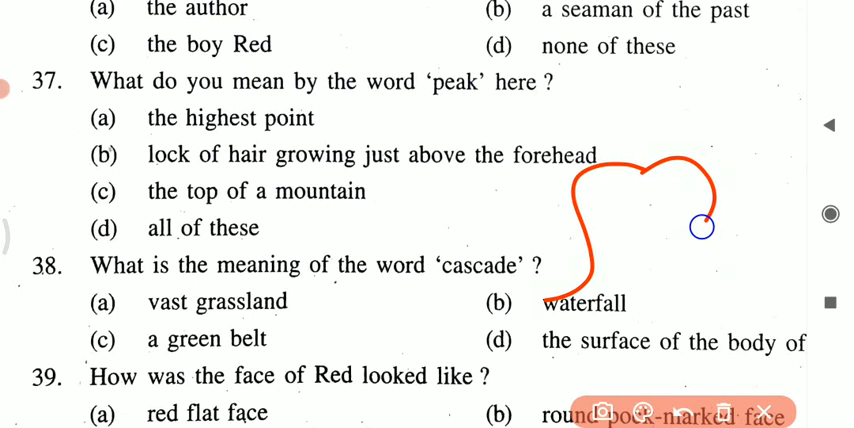 (a) the author (b) a seaman of the past
(c) the boy Red (d) none of these
37. What do you mean by the word ‘peak’ here ?
(a) the highest point
(b) lock of hair growing just above the forehead
(c) the top of a mountain
(d) all of these
38. What is the meaning of the word ‘cascade’ ?
(a) vast grassland (b) waterfall
(c) a green belt (d) the surface of the body of
39. How was the face of Red looked like ?
(a) red flat face (b) round pock-marked face